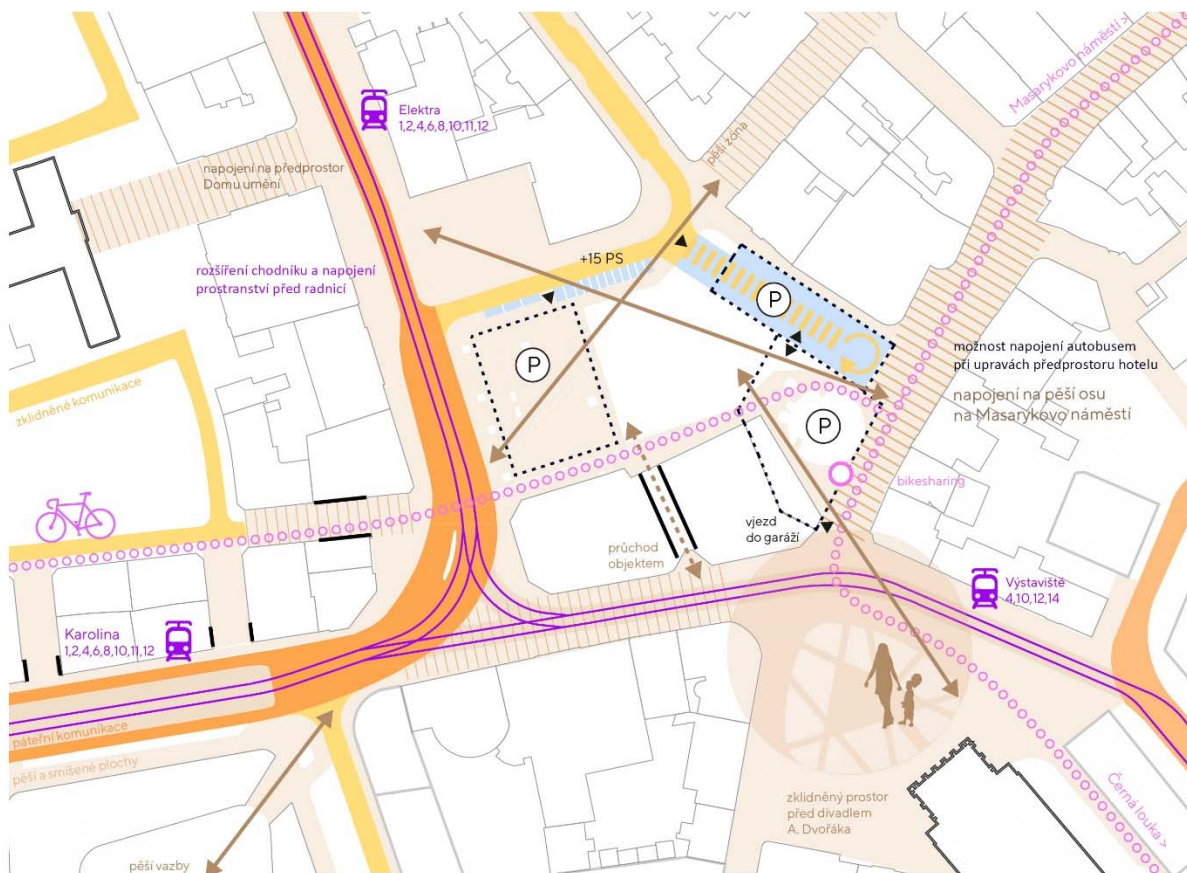 Masarykovo náměstí >
Elektra
1,2,4,6,8,10,11,12
pěší zóna
napojení na předprostor
Domu umění
rozšíření chodníku a napojení
prostranství před radnicí
+15 PS
P
P
P
možnost napojení autobusem
při upravách předprostoru hotelu
napojení na pěší osu
na Masarykovo náměstí
zklidněné komunikace
bikesharing
vjezd
do garáží
průchod
objektem
Výstaviště
4,10,12,14
Karolina
1,2,4,6,8,10,11,12
páteřní komunikace
pěší a smíšené plochy
zklidněný prostor
před divadlem
A. Dvořáka
Černá louka >
pěší vazby